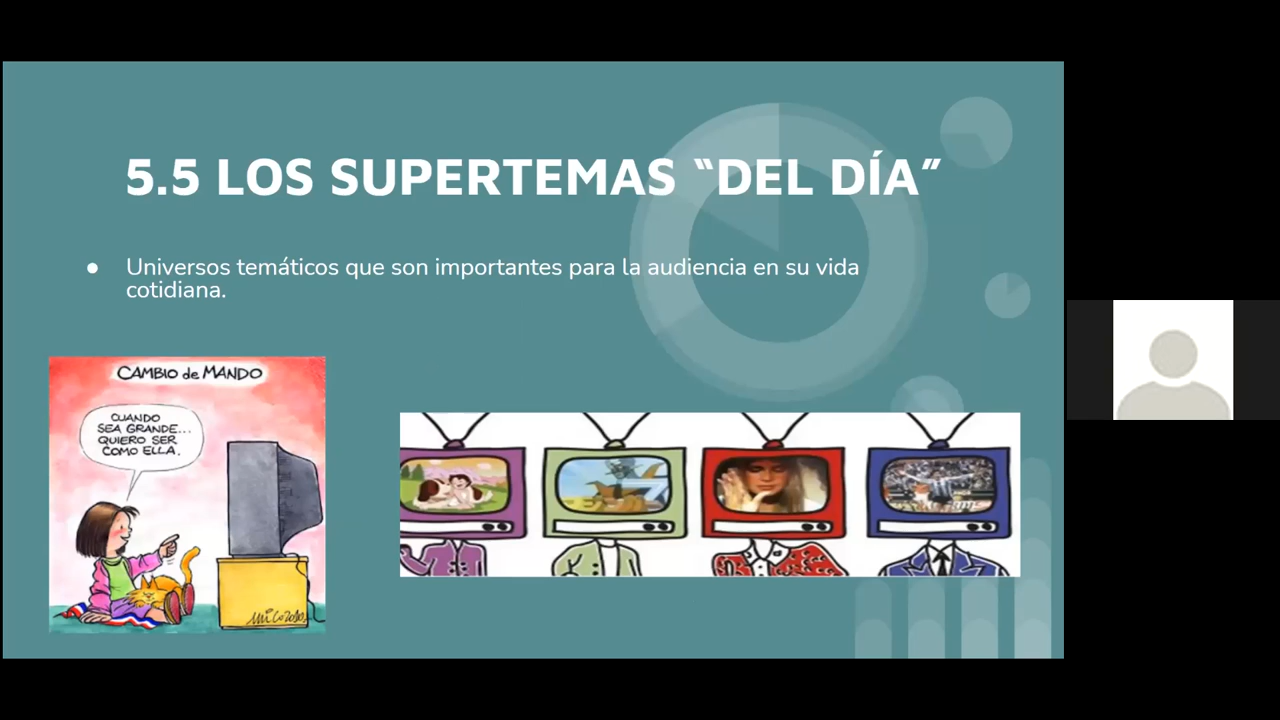 5.5 LOS SUPERTEMAS “DEL DÍA”
● Universos temáticos que son importantes para la audiencia en su vida
cotidiana.
CAMBIO de MANDO
CUANDO
SEA GRANDE...
QUIERO SER
COMO ELLA.